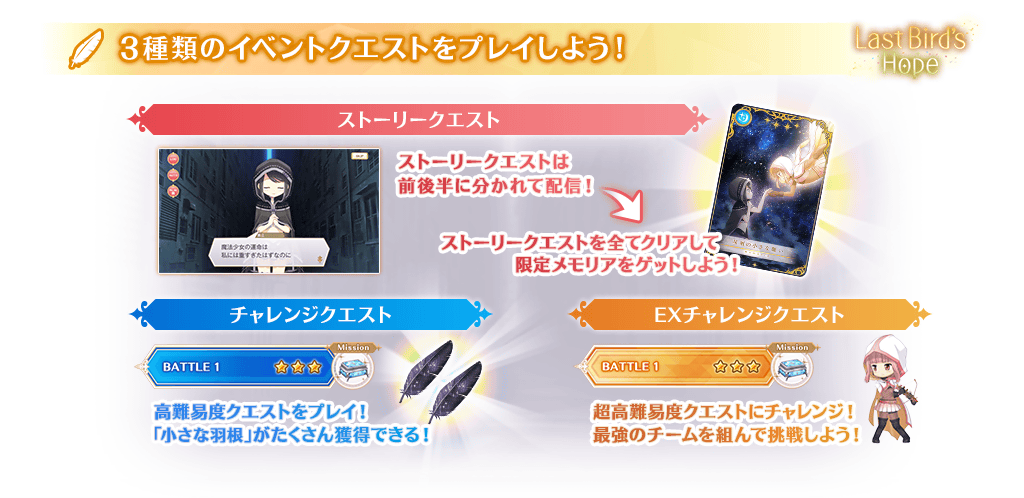 3種類のイベントクエストをプレイしよう!
Last Bird's
Hope
ストーリークエスト
魔法少女の運命は
私には重すぎたはずなのに
ストーリークエストは
前後半に分かれて配信!
ストーリークエストを全てクリアして
限定メモリアをゲットしよう!
チャレンジクエスト
Mission
BATTLE 1
高難易度クエストをプレイ!
「小さな羽根」がたくさん獲得できる!
EXチャレンジクエスト
Mission
BATTLE 1
超高難易度クエストにチャレンジ!
最強のチームを組んで挑戦しよう!